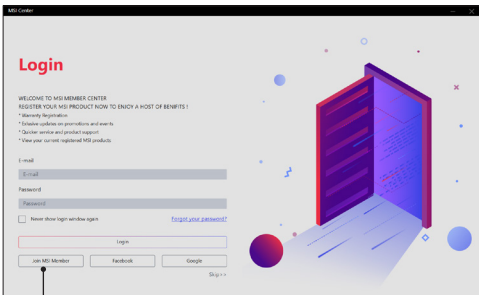 MSI Center
Login
WELCOME TO MSI MEMBER CENTER
REGISTER YOUR MSI PRODUCT NOW TO ENJOY A HOST OF BENIFITS !
* Warranty Registration
* Exlusive updates on promotions and events
* Quicker service and product support
* View your current registered MSI products
E-mail
E-mail
Password
Password
Never show login window again
Forgot your password?
Login
Join MSI Member
Facebook
Google
Skip>>